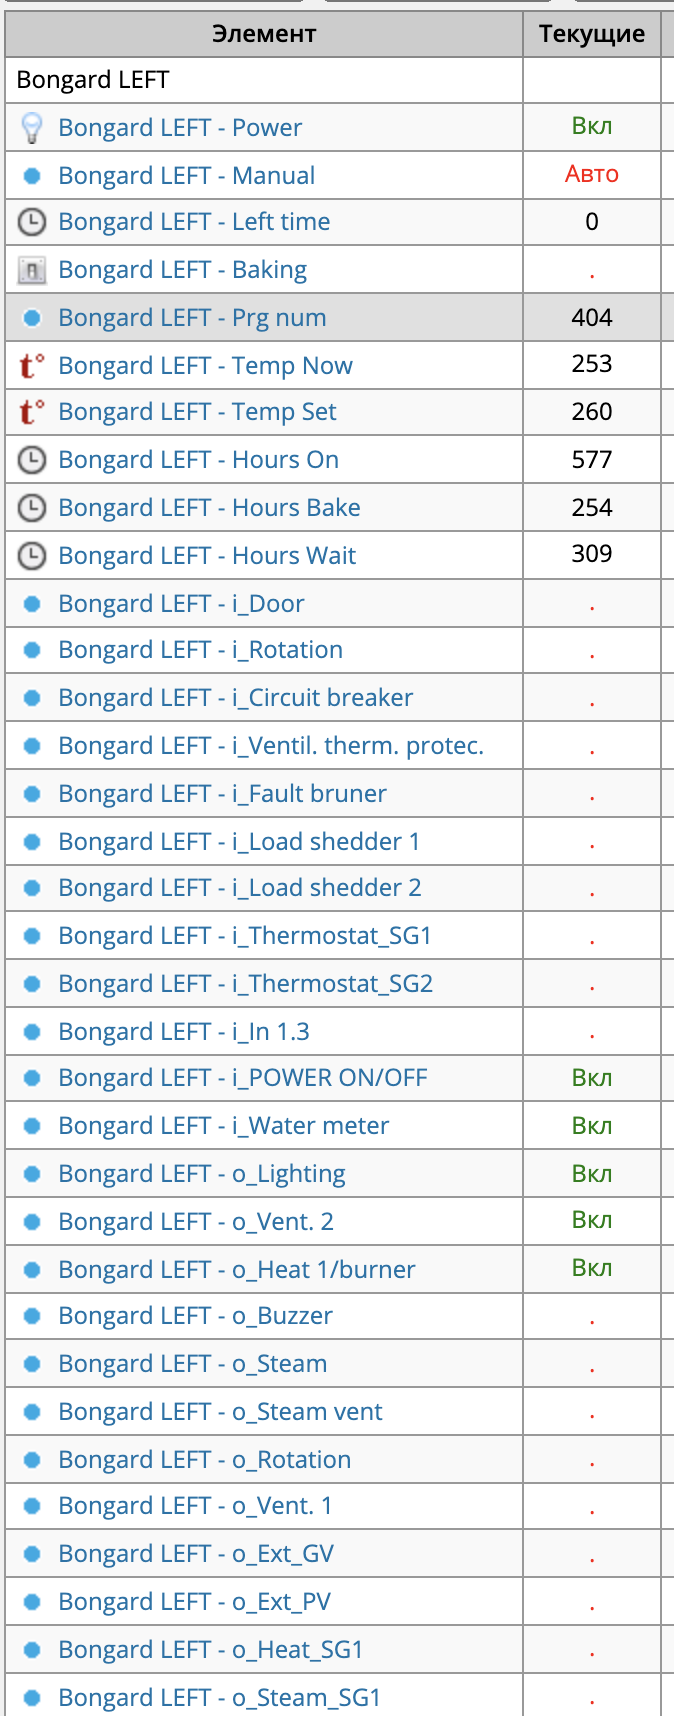 Элемент Текущие
Bongard LEFT
Bongard LEFT - Power Вкл
Bongard LEFT - Manual Авто
Bongard LEFT - Left time 0
Bongard LEFT - Baking .
Bongard LEFT - Prg num 404
t° Bongard LEFT - Temp Now 253
t° Bongard LEFT - Temp Set 260
Bongard LEFT - Hours On 577
Bongard LEFT - Hours Bake 254
Bongard LEFT - Hours Wait 309
Bongard LEFT - i_Door .
Bongard LEFT - i_Rotation .
Bongard LEFT - i_Circuit breaker .
Bongard LEFT - i_Ventil. therm. protec. .
Bongard LEFT - i_Fault bruner .
Bongard LEFT - i_Load shedder 1 .
Bongard LEFT - i_Load shedder 2 .
Bongard LEFT - i_Thermostat_SG1 .
Bongard LEFT - i_Thermostat_SG2 .
Bongard LEFT - i_In 1.3 .
Bongard LEFT - i_POWER ON/OFF Вкл
Bongard LEFT - i_Water meter Вкл
Bongard LEFT - o_Lighting Вкл
Bongard LEFT - o_Vent. 2 Вкл
Bongard LEFT - o_Heat 1/burner Вкл
Bongard LEFT - o_Buzzer .
Bongard LEFT - o_Steam .
Bongard LEFT - o_Steam vent .
Bongard LEFT - o_Rotation .
Bongard LEFT - o_Vent. 1 .
Bongard LEFT - o_Ext_GV .
Bongard LEFT - o_Ext_PV .
Bongard LEFT - o_Heat_SG1 .
Bongard LEFT - o_Steam_SG1 .